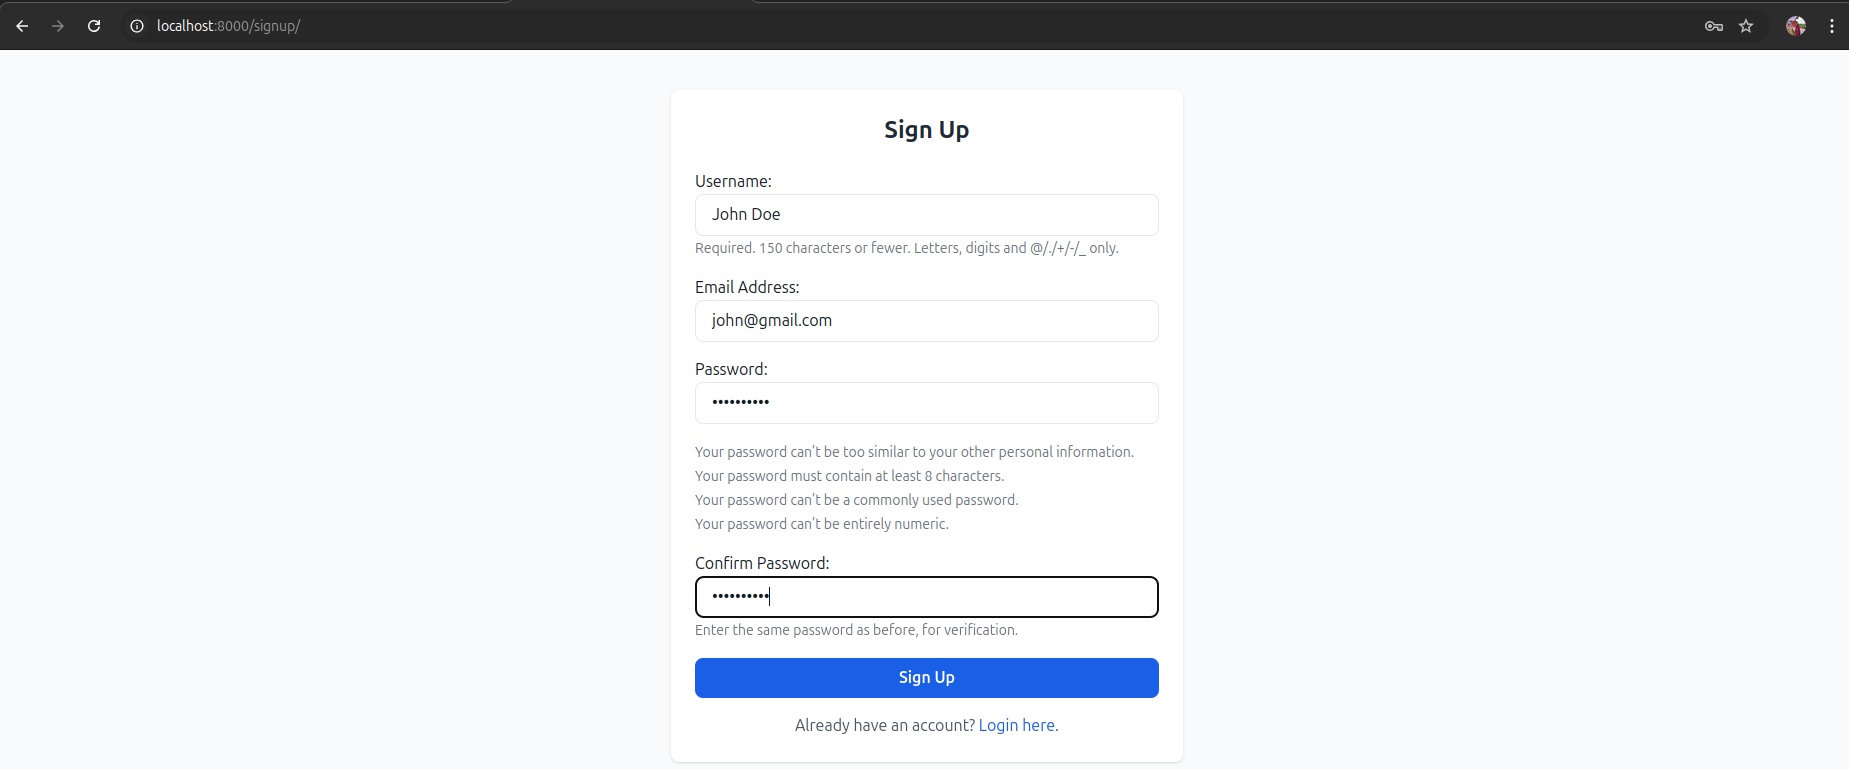 localhost:8000/signup/
Sign Up
Username:
John Doe
Required. 150 characters or fewer. Letters, digits and @/./+/-/_ only.
Email Address:
john@gmail.com
Password:
••••••••••
Your password can’t be too similar to your other personal information.
Your password must contain at least 8 characters.
Your password can’t be a commonly used password.
Your password can’t be entirely numeric.
Confirm Password:
••••••••••
Enter the same password as before, for verification.
Sign Up
Already have an account? Login here.